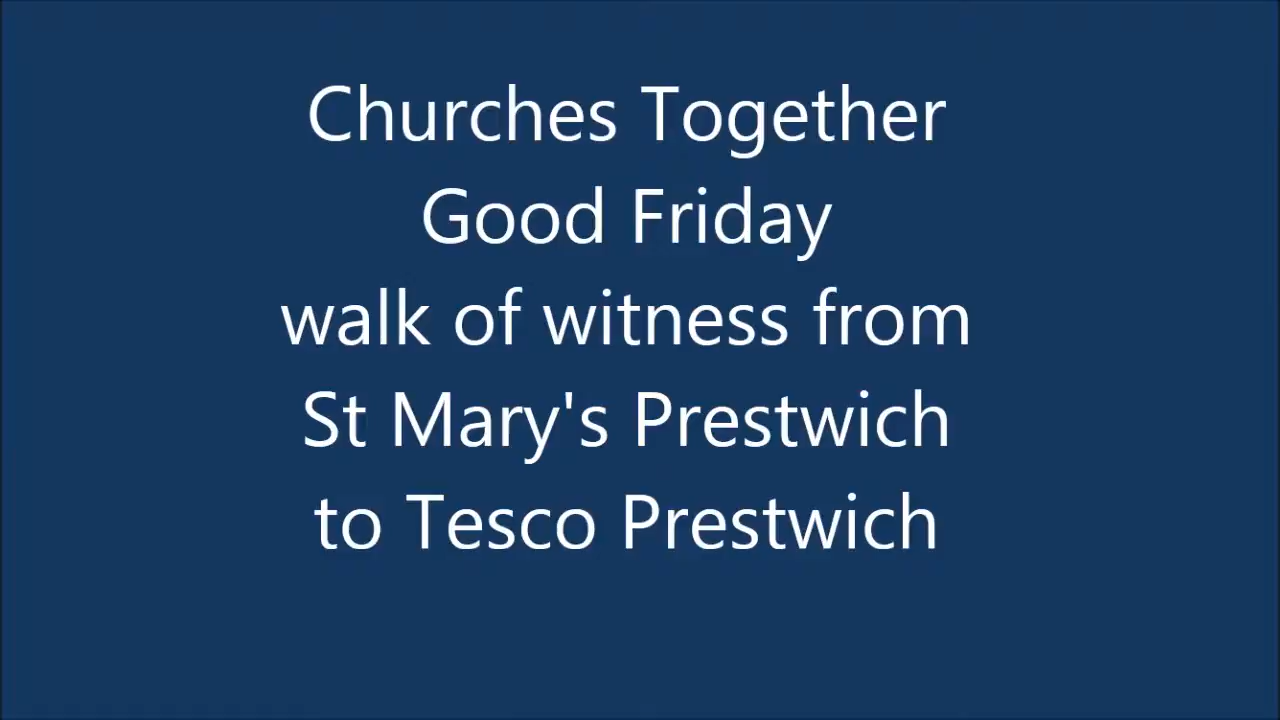 Churches Together
Good Friday
walk of witness from
St Mary's Prestwich
to Tesco Prestwich